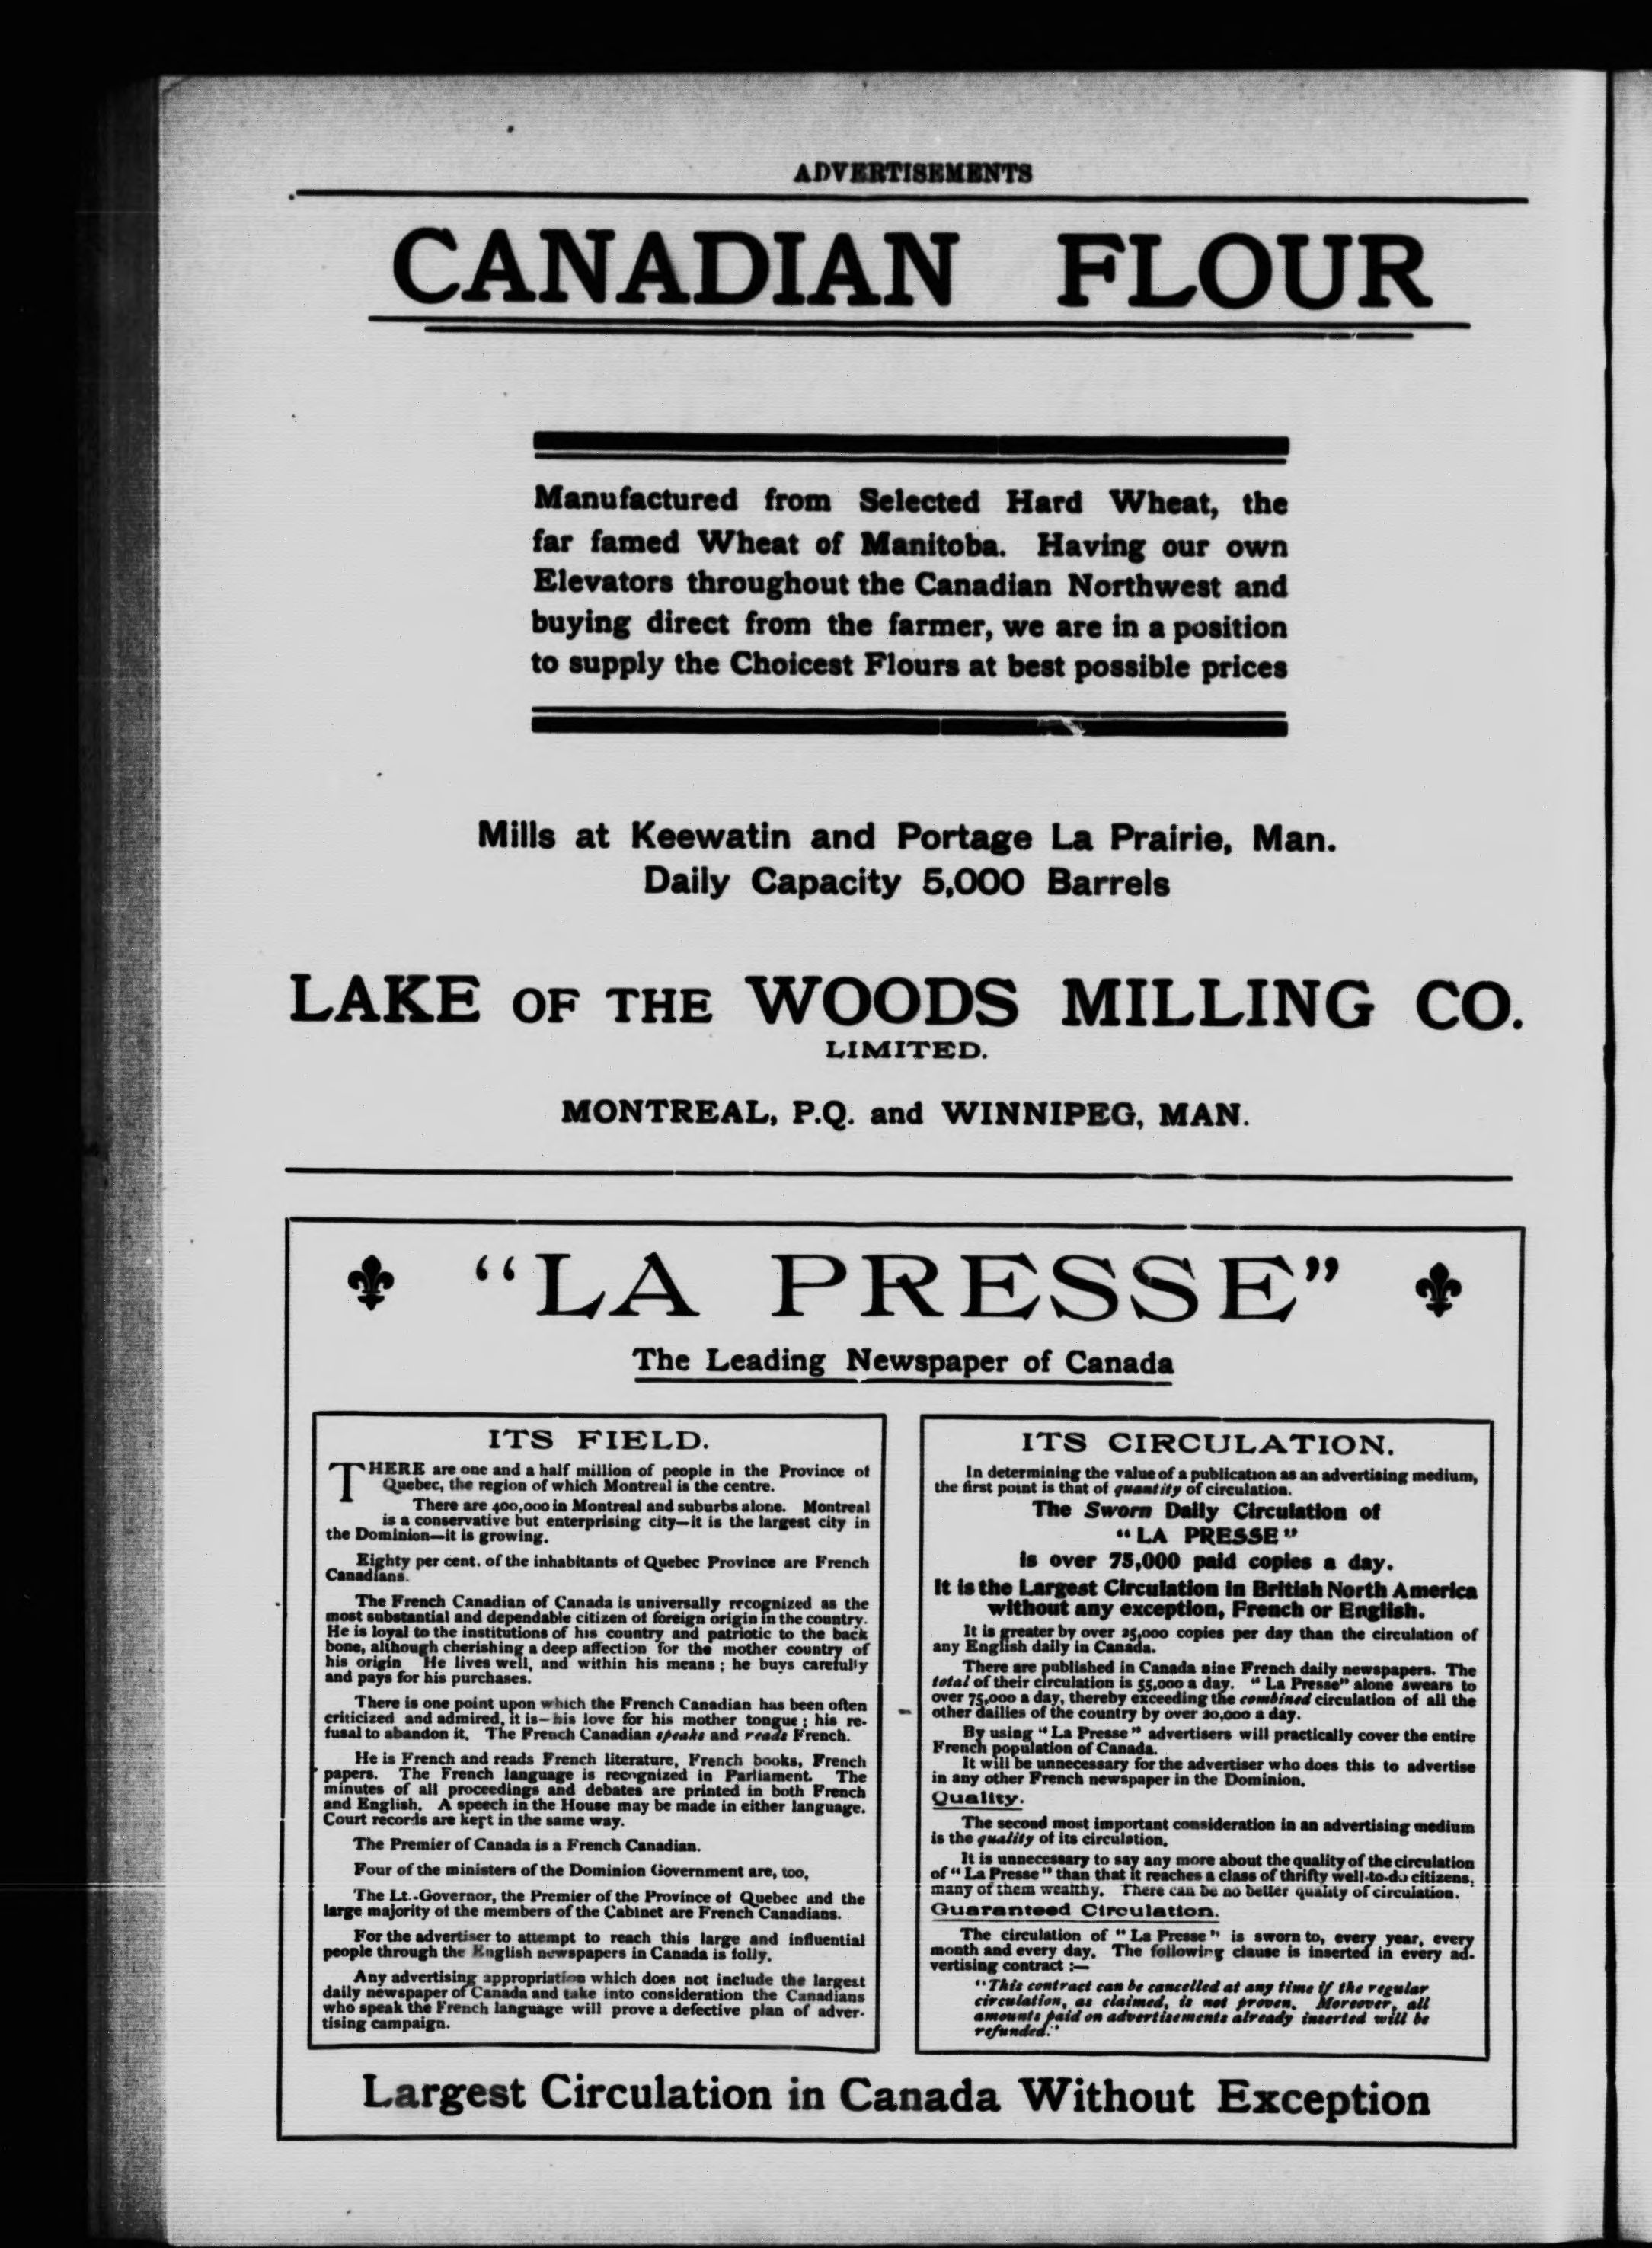 ADVERTISEMENTS
CANADIAN FLOUR
Manufactured from Selected Hard Wheat, the
far famed Wheat of Manitoba. Having our own
Elevators throughout the Canadian Northwest and
buying direct from the farmer, we are in a position
to supply the Choicest Flours at best possible prices
Mills at Keewatin and Portage La Prairie, Man.
Daily Capacity 5,000 Barrels
LAKE OF THE WOODS MILLING CO.
LIMITED.
MONTREAL, P.Q. and WINNIPEG, MAN.
"LA PRESSE"
The Leading Newspaper of Canada
ITS FIELD.
THERE are one and a half million of people in the Province of
Quebec, the region of which Montreal is the centre.
There are 400,000 in Montreal and suburbs alone. Montreal
is a conservative but enterprising city—it is the largest city in
the Dominion—it is growing.
Eighty per cent. of the inhabitants of Quebec Province are French
Canadians.
The French Canadian of Canada is universally recognized as the
most substantial and dependable citizen of foreign origin in the country.
He is loyal to the institutions of his country and patriotic to the back
bone, although cherishing a deep affection for the mother country of
his origin He lives well, and within his means; he buys carefully
and pays for his purchases.
There is one point upon which the French Canadian has been often
criticized and admired, it is—his love for his mother tongue; his re-
fusal to abandon it. The French Canadian speaks and reads French.
He is French and reads French literature, French books, French
papers. The French language is recognized in Parliament. The
minutes of all proceedings and debates are printed in both French
and English. A speech in the House may be made in either language.
Court records are kept in the same way.
The Premier of Canada is a French Canadian.
Four of the ministers of the Dominion Government are, too,
The Lt.-Governor, the Premier of the Province of Quebec and the
large majority of the members of the Cabinet are French Canadians.
For the advertiser to attempt to reach this large and influential
people through the English newspapers in Canada is folly.
Any advertising appropriation which does not include the largest
daily newspaper of Canada and take into consideration the Canadians
who speak the French language will prove a defective plan of adver-
tising campaign.
ITS CIRCULATION.
In determining the value of a publication as an advertising medium,
the first point is that of quantity of circulation.
The Sworn Daily Circulation of
"LA PRESSE"
is over 75,000 paid copies a day.
It is the Largest Circulation in British North America
without any exception, French or English.
It is greater by over 25,000 copies per day than the circulation of
any English daily in Canada.
There are published in Canada nine French daily newspapers. The
total of their circulation is 55,000 a day. "La Presse" alone swears to
over 75,000 a day, thereby exceeding the combined circulation of all the
other dailies of the country by over 20,000 a day.
By using "La Presse" advertisers will practically cover the entire
French population of Canada.
It will be unnecessary for the advertiser who does this to advertise
in any other French newspaper in the Dominion.
Quality.
The second most important consideration in an advertising medium
is the quality of its circulation.
It is unnecessary to say any more about the quality of the circulation
of "La Presse" than that it reaches a class of thrifty well-to-do citizens,
many of them wealthy. There can be no better quality of circulation.
Guaranteed Circulation.
The circulation of "La Presse" is sworn to, every year, every
month and every day. The following clause is inserted in every ad-
vertising contract :—
"This contract can be cancelled at any time if the regular
circulation, as claimed, is not proven. Moreover, all
amounts paid on advertisements already inserted will be
refunded."
Largest Circulation in Canada Without Exception